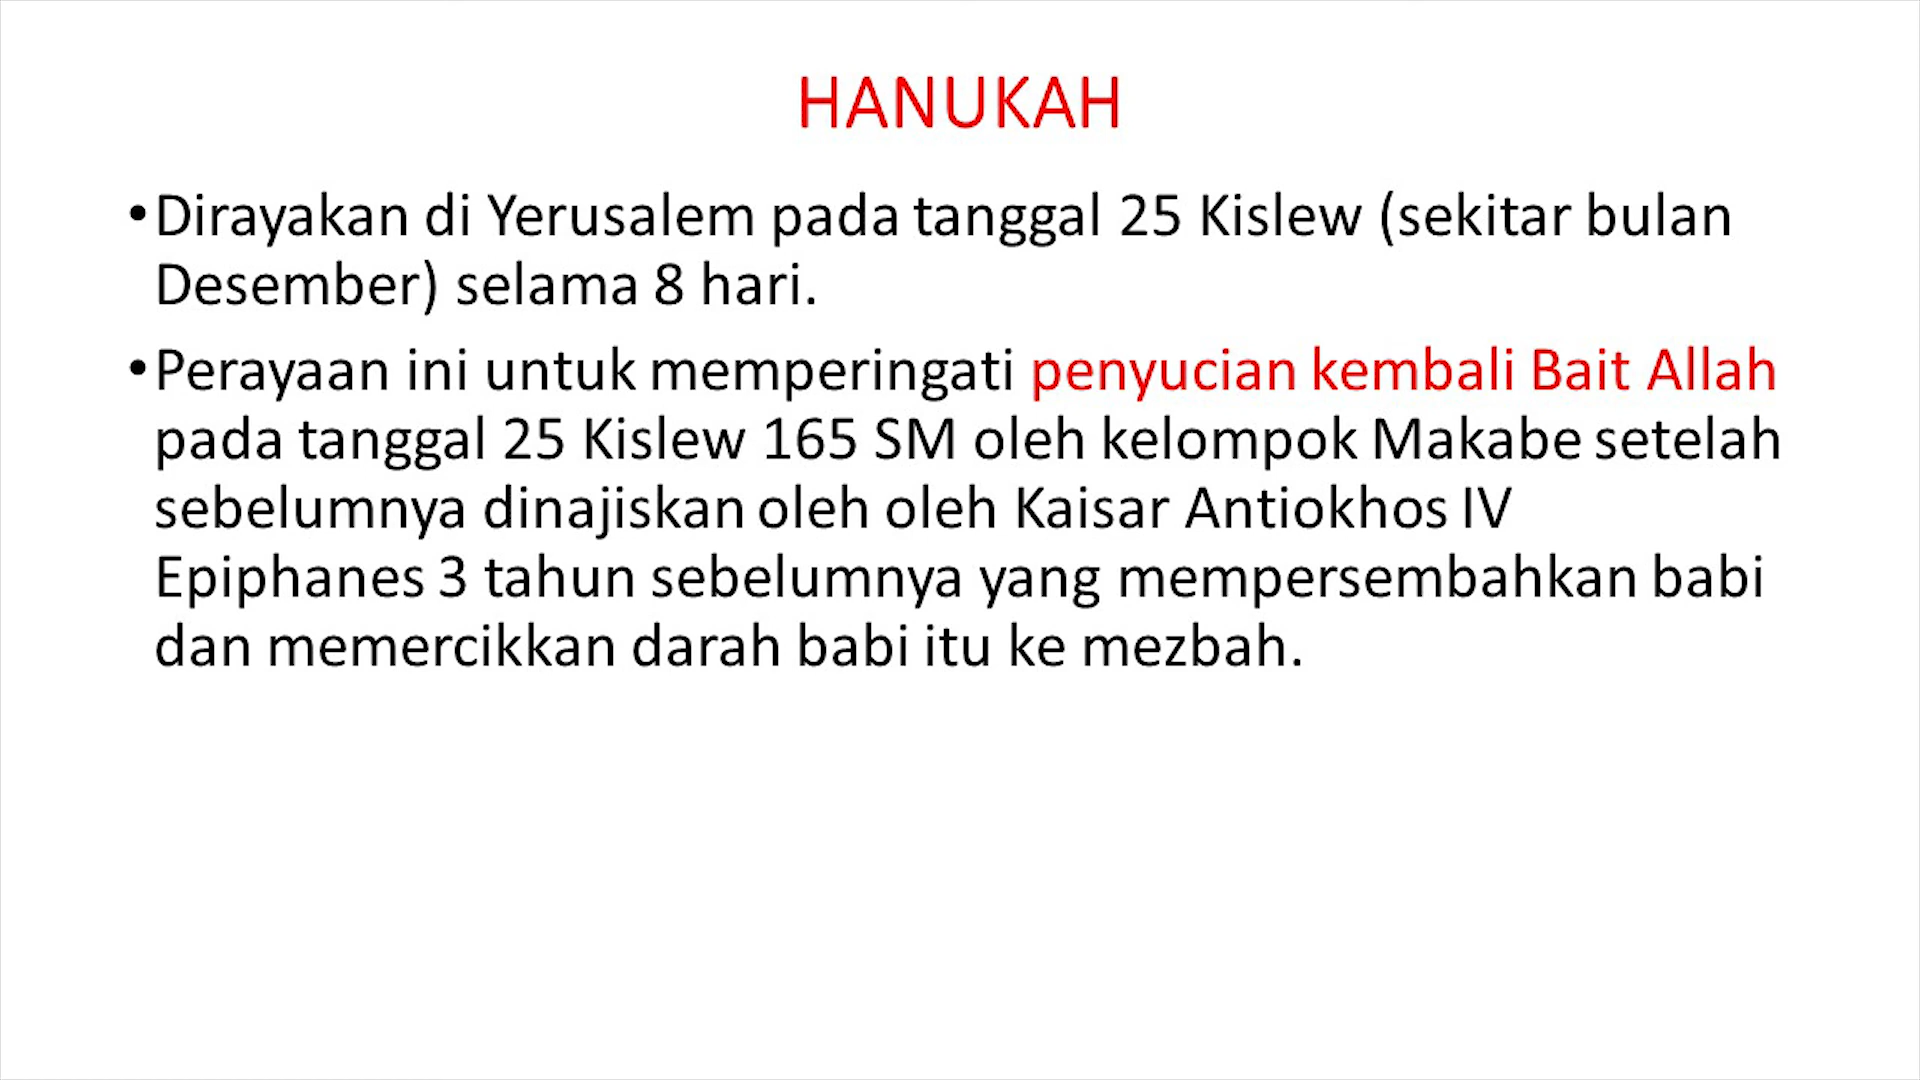 HANUKAH
•Dirayakan di Yerusalem pada tanggal 25 Kislew (sekitar bulan
Desember) selama 8 hari.
•Perayaan ini untuk memperingati penyucian kembali Bait Allah
pada tanggal 25 Kislew 165 SM oleh kelompok Makabe setelah
sebelumnya dinajiskan oleh oleh Kaisar Antiokhos IV
Epiphanes 3 tahun sebelumnya yang mempersembahkan babi
dan memercikkan darah babi itu ke mezbah.